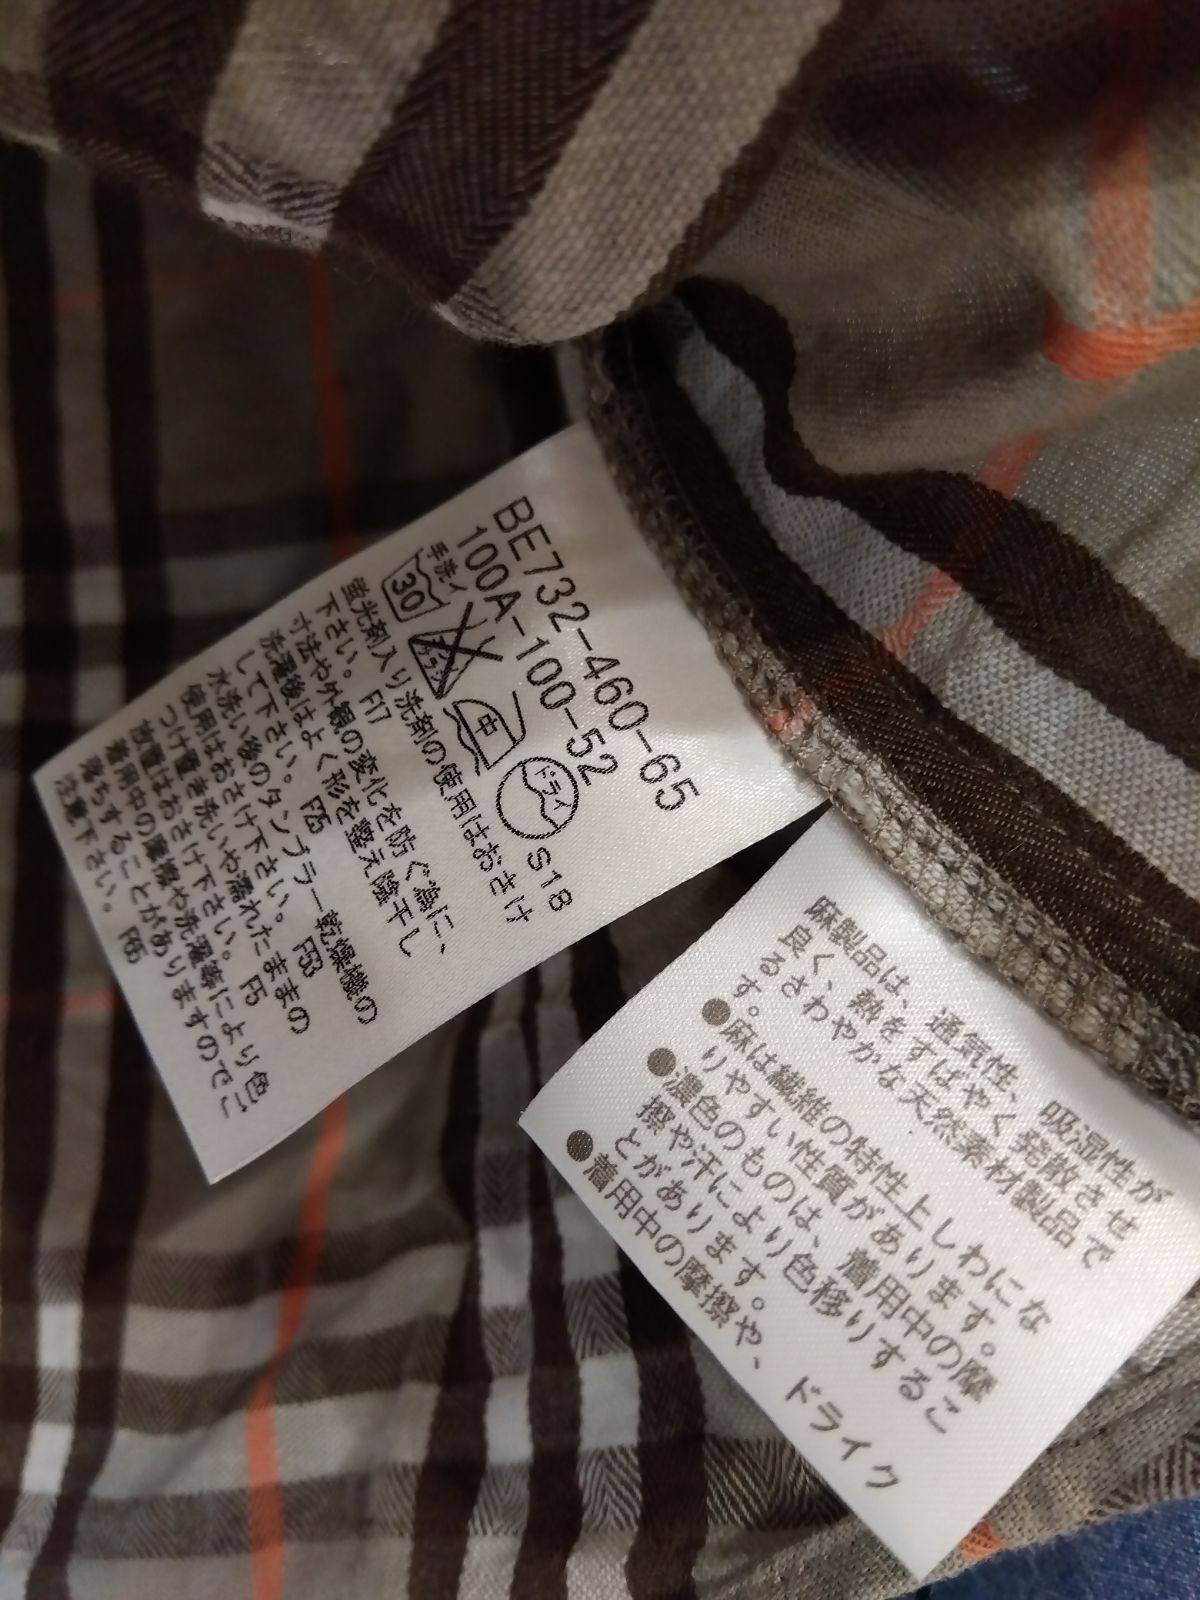 BE732-460-65
100A-100-52
手洗イ
30
エンソ
サラシ
中
ドライ
S18
蛍光剤入り洗剤の使用はおさけ
下さい。 F17
寸法や外観の変化を防ぐ為に、
洗濯後はよく形を整え陰干し
して下さい。 F25
水洗い後のタンブラー乾燥機の
使用はおさけ下さい。 F53
つけ置き洗いや濡れたままの
放置はおさけ下さい。 F5
着用中の摩擦や洗濯等により色
落ちすることがありますのでご
注意下さい。 F65
麻製品は、通気性、吸湿性が
良く、熱をすばやく発散させ
るさわやかな天然素材製品で
す。
●麻は繊維の特性上しわにな
りやすい性質があります。
●濃色のものは、着用中の摩
擦や汗により色移りするこ
とがあります。
●着用中の摩擦や、ドライク